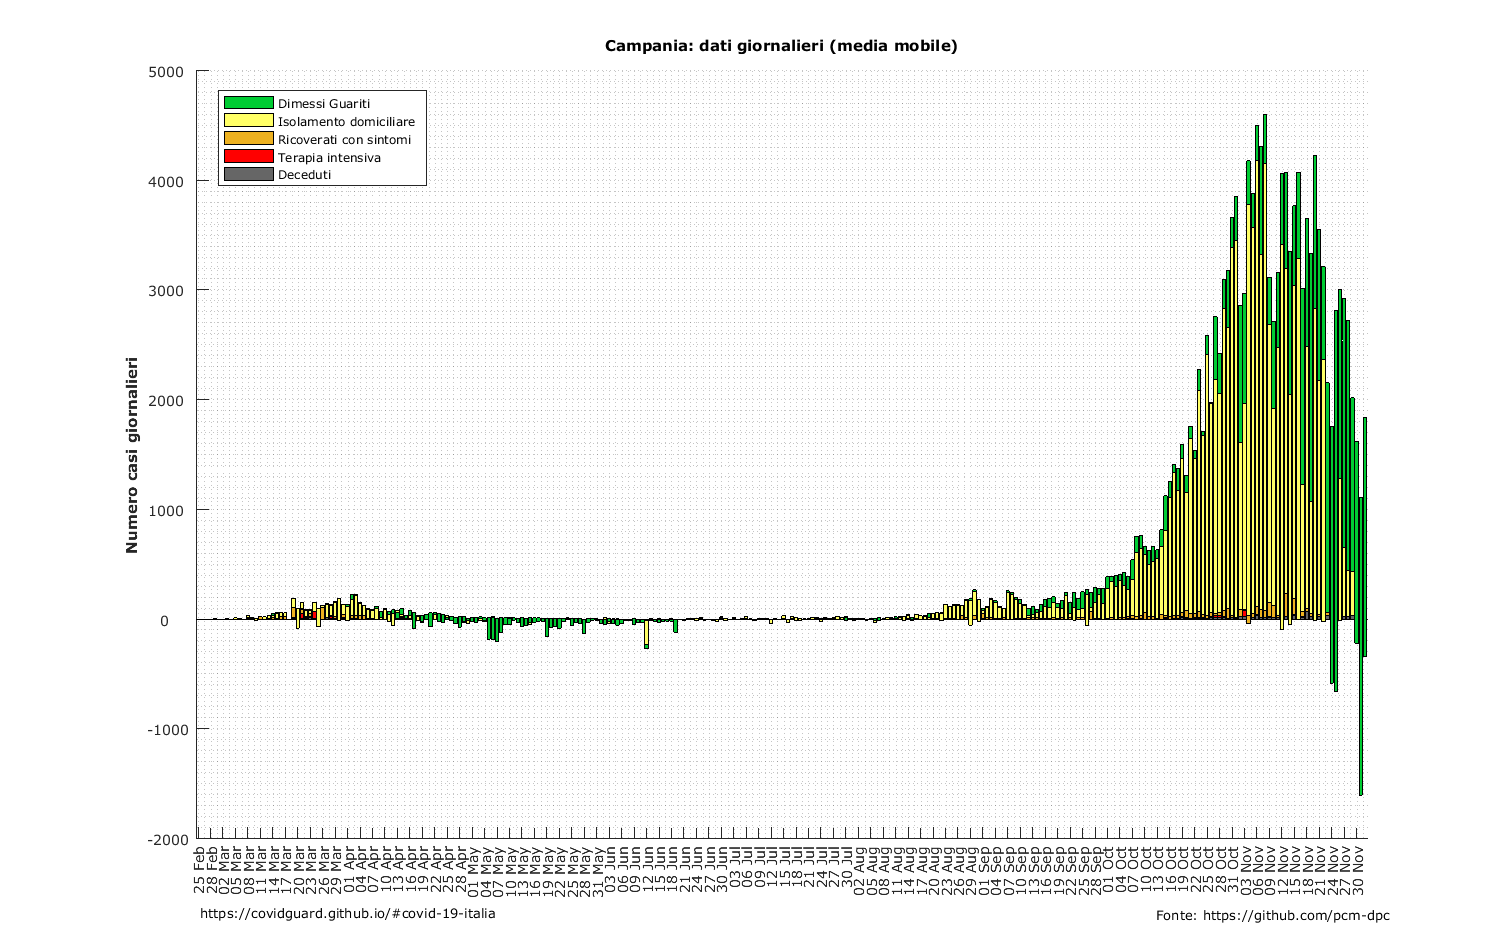 Campania: dati giornalieri (media mobile)
5000
4000
3000
2000
1000
0
-1000
-2000
Numero casi giornalieri
Dimessi Guariti
Isolamento domiciliare
Ricoverati con sintomi
Terapia intensiva
Deceduti
25 Feb
28 Feb
02 Mar
05 Mar
08 Mar
11 Mar
14 Mar
17 Mar
20 Mar
23 Mar
26 Mar
29 Mar
01 Apr
04 Apr
07 Apr
10 Apr
13 Apr
16 Apr
19 Apr
22 Apr
25 Apr
28 Apr
01 May
04 May
07 May
10 May
13 May
16 May
19 May
22 May
25 May
28 May
31 May
03 Jun
06 Jun
09 Jun
12 Jun
15 Jun
18 Jun
21 Jun
24 Jun
27 Jun
30 Jun
03 Jul
06 Jul
09 Jul
12 Jul
15 Jul
18 Jul
21 Jul
24 Jul
27 Jul
30 Jul
02 Aug
05 Aug
08 Aug
11 Aug
14 Aug
17 Aug
20 Aug
23 Aug
26 Aug
29 Aug
01 Sep
04 Sep
07 Sep
10 Sep
13 Sep
16 Sep
19 Sep
22 Sep
25 Sep
28 Sep
01 Oct
04 Oct
07 Oct
10 Oct
13 Oct
16 Oct
19 Oct
22 Oct
25 Oct
28 Oct
31 Oct
03 Nov
06 Nov
09 Nov
12 Nov
15 Nov
18 Nov
21 Nov
24 Nov
27 Nov
30 Nov
https://covidguard.github.io/#covid-19-italia
Fonte: https://github.com/pcm-dpc